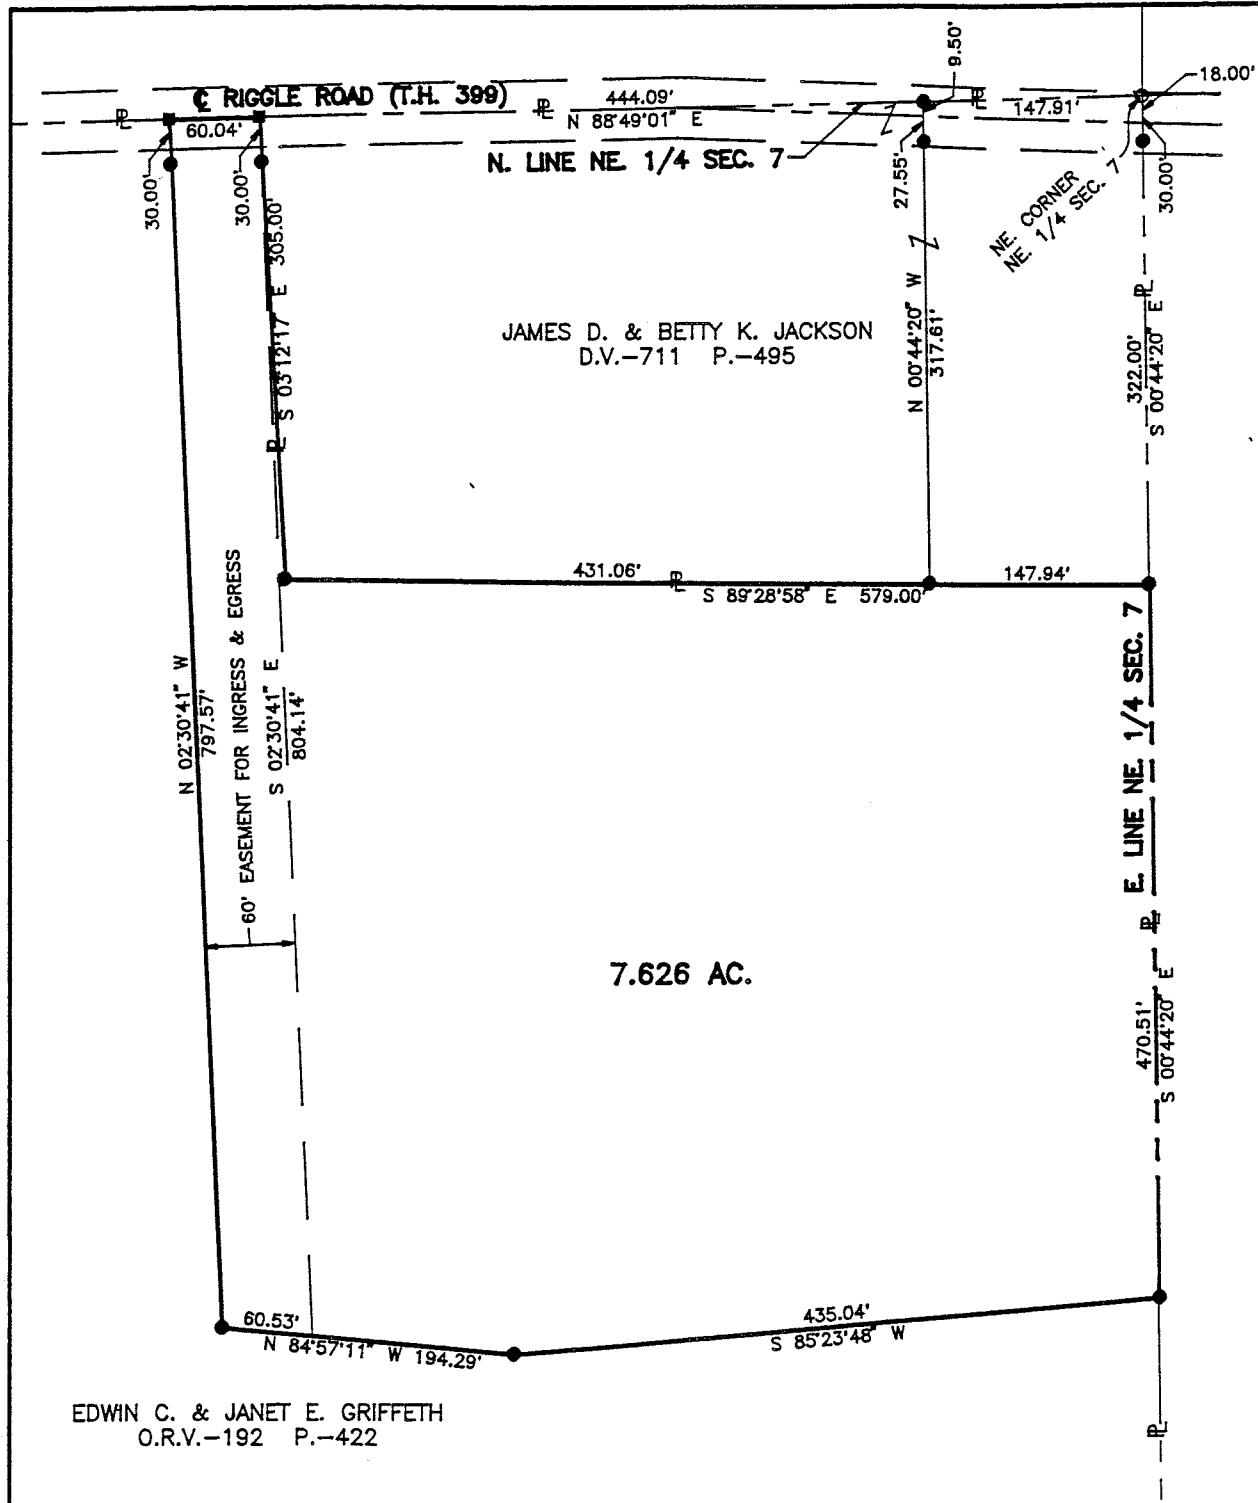 9.50'
18.00'
℄ RIGGLE ROAD (T.H. 399)
444.09'
N 88°49'01" E
147.91'
60.04'
N. LINE NE. 1/4 SEC. 7
30.00'
30.00'
27.55'
30.00'
NE. CORNER
NE. 1/4 SEC. 7
S 03°12'17" E 305.00'
JAMES D. & BETTY K. JACKSON
D.V.-711 P.-495
N 00°44'20" W
317.61'
322.00'
S 00°44'20" E
431.06'
S 89°28'58" E 579.00'
147.94'
N 02°30'41" W
797.57'
60' EASEMENT FOR INGRESS & EGRESS
S 02°30'41" E
804.14'
E. LINE NE. 1/4 SEC. 7
7.626 AC.
470.51'
S 00°44'20" E
60.53'
N 84°57'11" W 194.29'
435.04'
S 85°23'48" W
EDWIN C. & JANET E. GRIFFETH
O.R.V.-192 P.-422